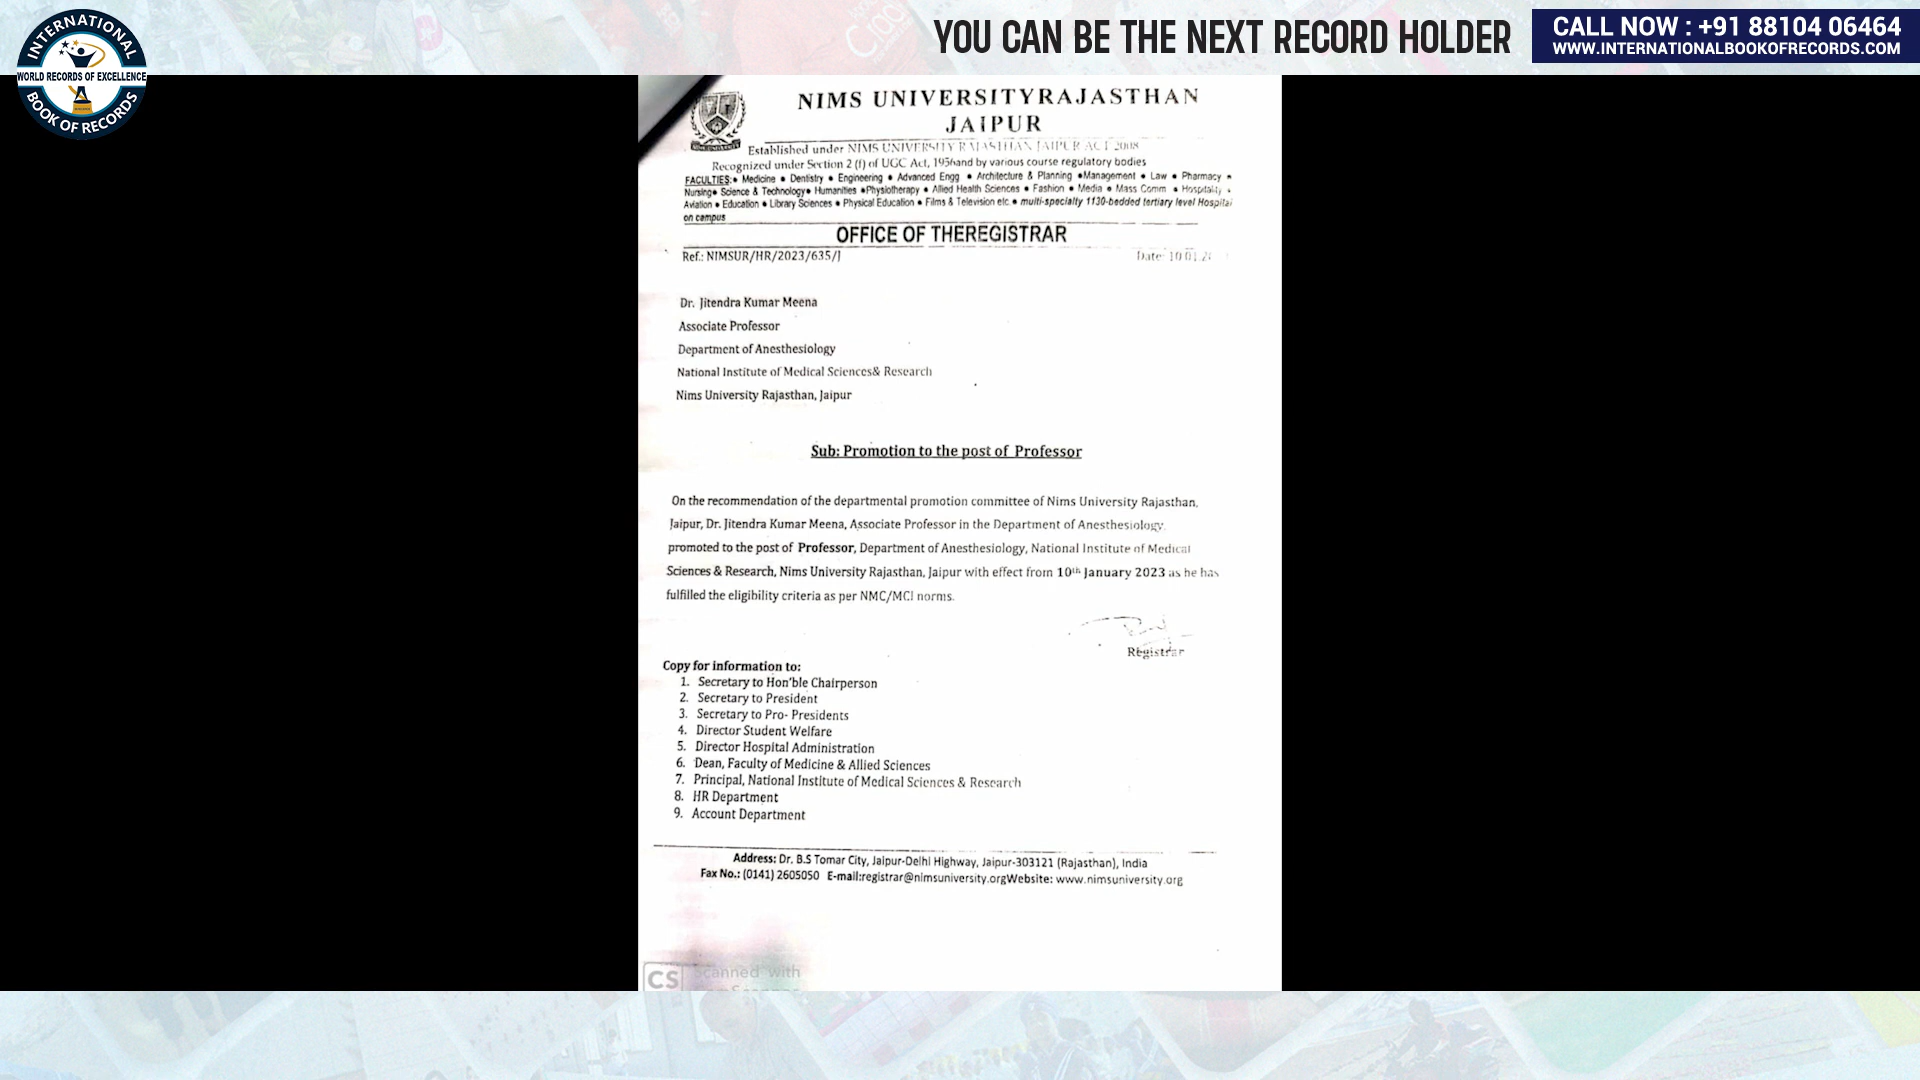 INTERNATIONAL
WORLD RECORDS OF EXCELLENCE
BOOK OF RECORDS
YOU CAN BE THE NEXT RECORD HOLDER
CALL NOW : +91 88104 06464
WWW.INTERNATIONALBOOKOFRECORDS.COM
NIMS UNIVERSITYRAJASTHAN
JAIPUR
Established under NIMS UNIVERSITY RAJASTHAN JAIPUR ACT 2008
Recognized under Section 2 (f) of UGC Act, 1956and by various course regulatory bodies
FACULTIES:• Medicine • Dentistry • Engineering • Advanced Engg • Architecture & Planning •Management • Law • Pharmacy •
Nursing• Science & Technology• Humanities •Physiotherapy • Allied Health Sciences • Fashion • Media • Mass Comm • Hospitality •
Aviation • Education • Library Sciences • Physical Education • Films & Television etc • multi-specialty 1130-bedded tertiary level Hospital
on campus
OFFICE OF THEREGISTRAR
Ref.: NIMSUR/HR/2023/635/J
Date: 10.01.
Dr. Jitendra Kumar Meena
Associate Professor
Department of Anesthesiology
National Institute of Medical Sciences& Research
Nims University Rajasthan, Jaipur
Sub: Promotion to the post of Professor
On the recommendation of the departmental promotion committee of Nims University Rajasthan,
Jaipur, Dr. Jitendra Kumar Meena, Associate Professor in the Department of Anesthesiology,
promoted to the post of Professor, Department of Anesthesiology, National Institute of Medical
Sciences & Research, Nims University Rajasthan, Jaipur with effect from 10th January 2023 as he has
fulfilled the eligibility criteria as per NMC/MCI norms.
Registrar
Copy for information to:
1. Secretary to Hon'ble Chairperson
2. Secretary to President
3. Secretary to Pro- Presidents
4. Director Student Welfare
5. Director Hospital Administration
6. Dean, Faculty of Medicine & Allied Sciences
7. Principal, National Institute of Medical Sciences & Research
8. HR Department
9. Account Department
Address: Dr. B.S Tomar City, Jaipur-Delhi Highway, Jaipur-303121 (Rajasthan), India
Fax No.: (0141) 2605050 E-mail:registrar@nimsuniversity.orgWebsite: www.nimsuniversity.org
CS Scanned with